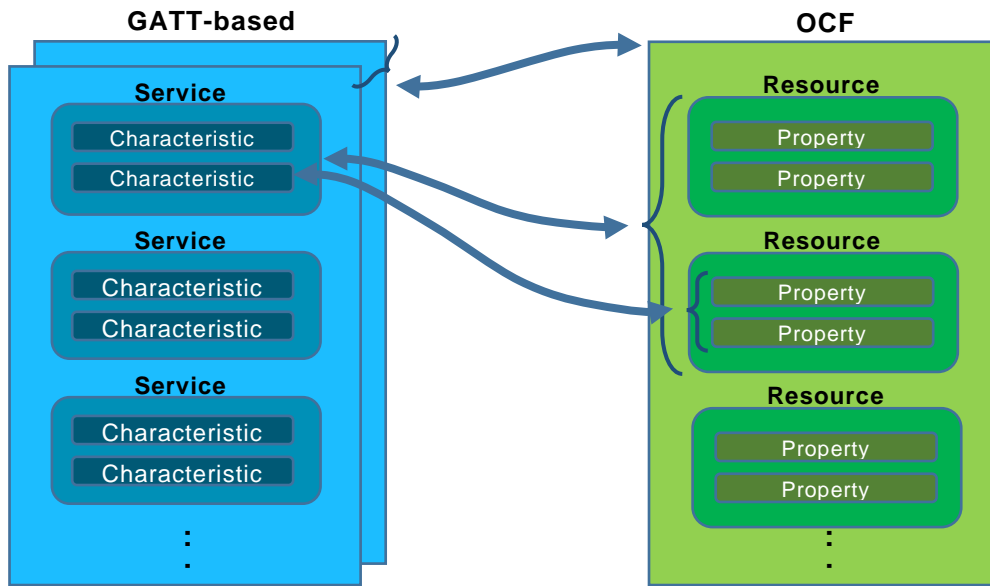 GATT-based
Service
Characteristic
Characteristic
Service
Characteristic
Characteristic
Service
Characteristic
Characteristic
:
.
OCF
Resource
Property
Property
Resource
Property
Property
Resource
Property
Property
:
.